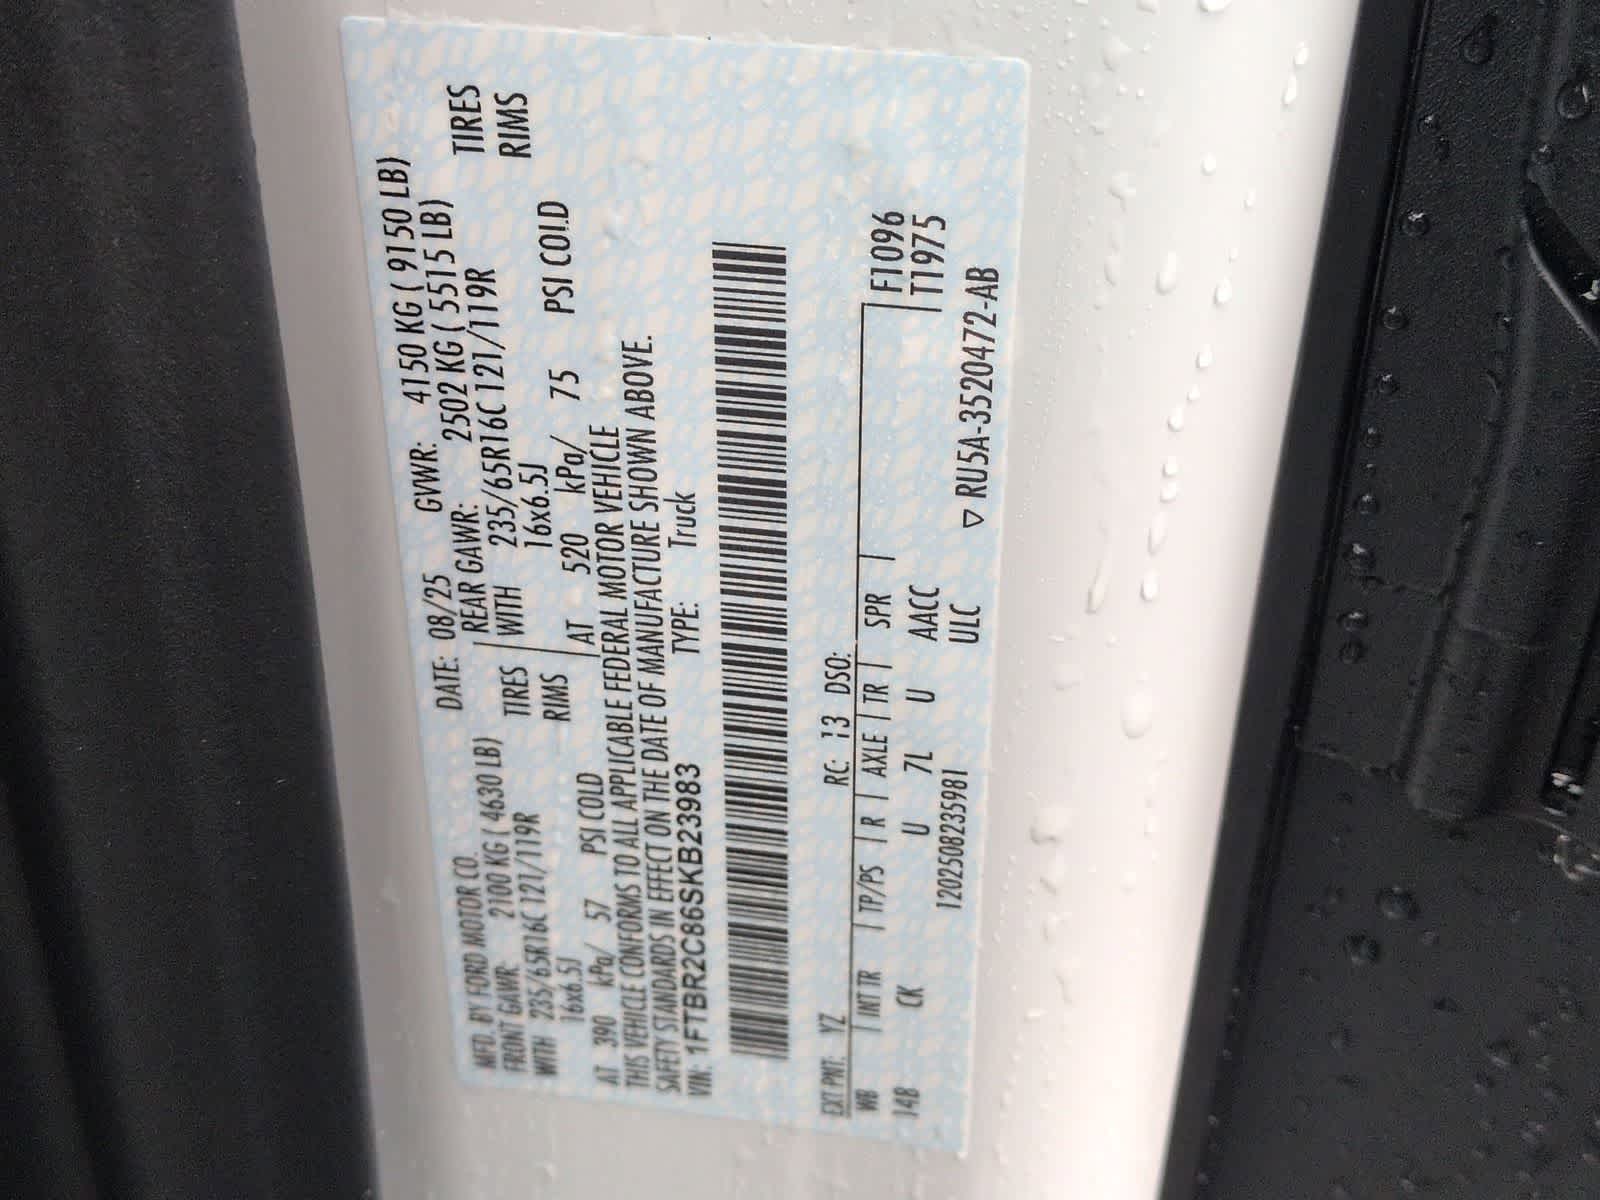 MFD. BY FORD MOTOR CO. DATE: 08/25 GVWR: 4150 KG ( 9150 LB)
FRONT GAWR: 2100 KG ( 4630 LB) REAR GAWR: 2502 KG ( 5515 LB)
WITH 235/65R16C 121/119R TIRES WITH 235/65R16C 121/119R TIRES
16x6.5J RIMS 16x6.5J RIMS
AT 390 kPa/ 57 PSI COLD AT 520 kPa/ 75 PSI COLD
THIS VEHICLE CONFORMS TO ALL APPLICABLE FEDERAL MOTOR VEHICLE
SAFETY STANDARDS IN EFFECT ON THE DATE OF MANUFACTURE SHOWN ABOVE.
VIN: 1FTBR2C86SKB23983 TYPE: Truck
EXT PNT: YZ RC: 13 DSO:
WB INT TR TP/PS R AXLE TR SPR F1096
14B CK U 7L U AACC T1975
12025082359​81 ULC
▽ RU5A-3520472-AB